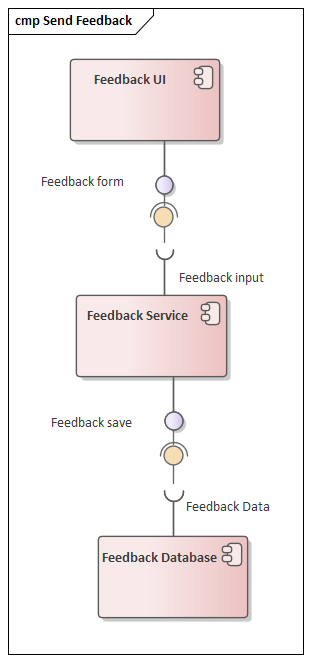 cmp Send Feedback
Feedback UI
Feedback form
Feedback input
Feedback Service
Feedback save
Feedback Data
Feedback Database